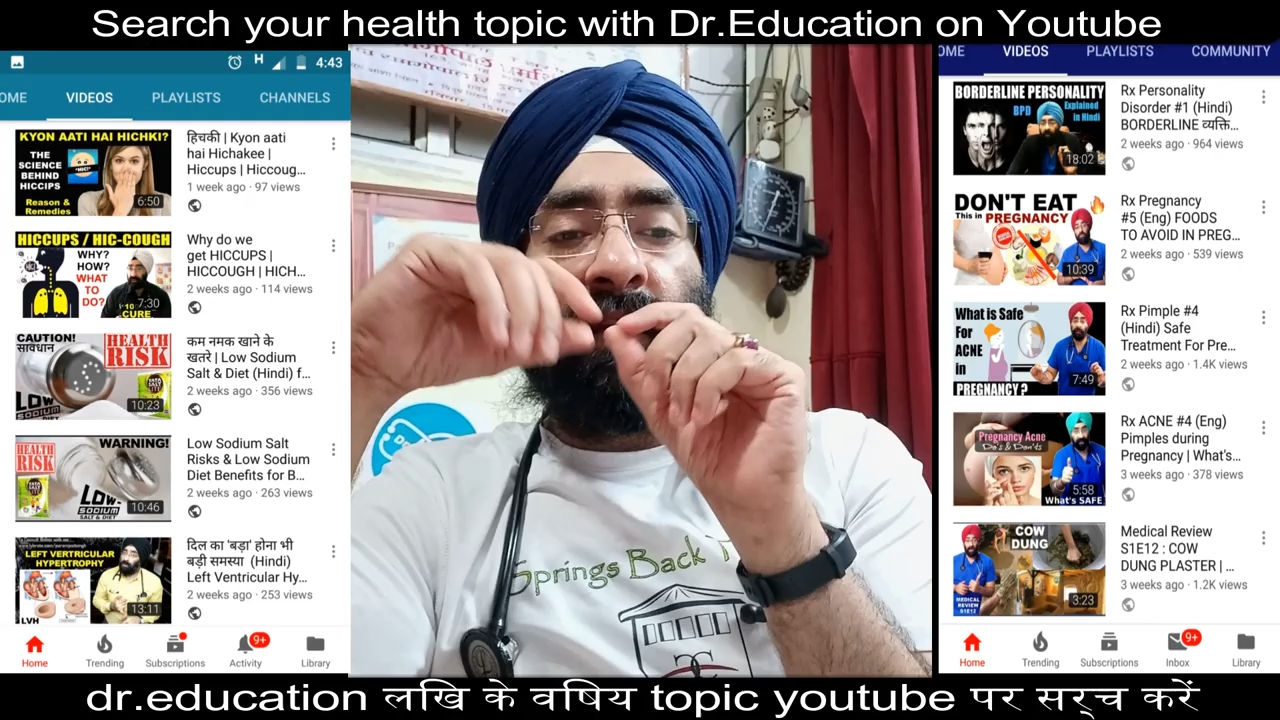 Search your health topic with Dr.Education on Youtube
4:43
OME VIDEOS PLAYLISTS CHANNELS
KYON AATI HAI HICHKI?
THE
SCIENCE
BEHIND
HICCIPS
Reason &
Remedies
6:50
हिचकी | Kyon aati
hai Hichakee |
Hiccups | Hiccoug...
1 week ago · 97 views
HICCUPS / HIC-COUGH
WHY?
HOW?
WHAT
TO
DO?
10
CURE
7:30
Why do we
get HICCUPS |
HICCOUGH | HICH...
2 weeks ago · 114 views
CAUTION!
सावधान
HEALTH
RISK
LOW
SODIUM
10:23
कम नमक खाने के
खतरे | Low Sodium
Salt & Diet (Hindi) f...
2 weeks ago · 356 views
WARNING!
HEALTH
RISK
LOW-
SODIUM
SALT & DIET
10:46
Low Sodium Salt
Risks & Low Sodium
Diet Benefits for B...
2 weeks ago · 263 views
LEFT VENTRICULAR
HYPERTROPHY
LVH
13:11
दिल का 'बड़ा' होना भी
बड़ी समस्या (Hindi)
Left Ventricular Hy...
2 weeks ago · 253 views
9+
Home Trending Subscriptions Activity Library
Springs Back T
OME VIDEOS PLAYLISTS COMMUNITY
BORDERLINE PERSONALITY
BPD
Explained
in Hindi
18:02
Rx Personality
Disorder #1 (Hindi)
BORDERLINE व्यक्ति...
2 weeks ago · 964 views
DON'T EAT
This in PREGNANCY
10:39
Rx Pregnancy
#5 (Eng) FOODS
TO AVOID IN PREG...
2 weeks ago · 539 views
What is Safe
For
ACNE
in
PREGNANCY ?
7:49
Rx Pimple #4
(Hindi) Safe
Treatment For Pre...
2 weeks ago · 1.4K views
Pregnancy Acne
Do's & Don'ts
5:58
What's SAFE
Rx ACNE #4 (Eng)
Pimples during
Pregnancy | What's...
3 weeks ago · 378 views
COW
DUNG
MEDICAL
REVIEW
S1E12
3:23
Medical Review
S1E12 : COW
DUNG PLASTER | ...
3 weeks ago · 1.2K views
9+
Home Trending Subscriptions Inbox Library
dr.education लखि के वषिय topic youtube पर सर्च करें